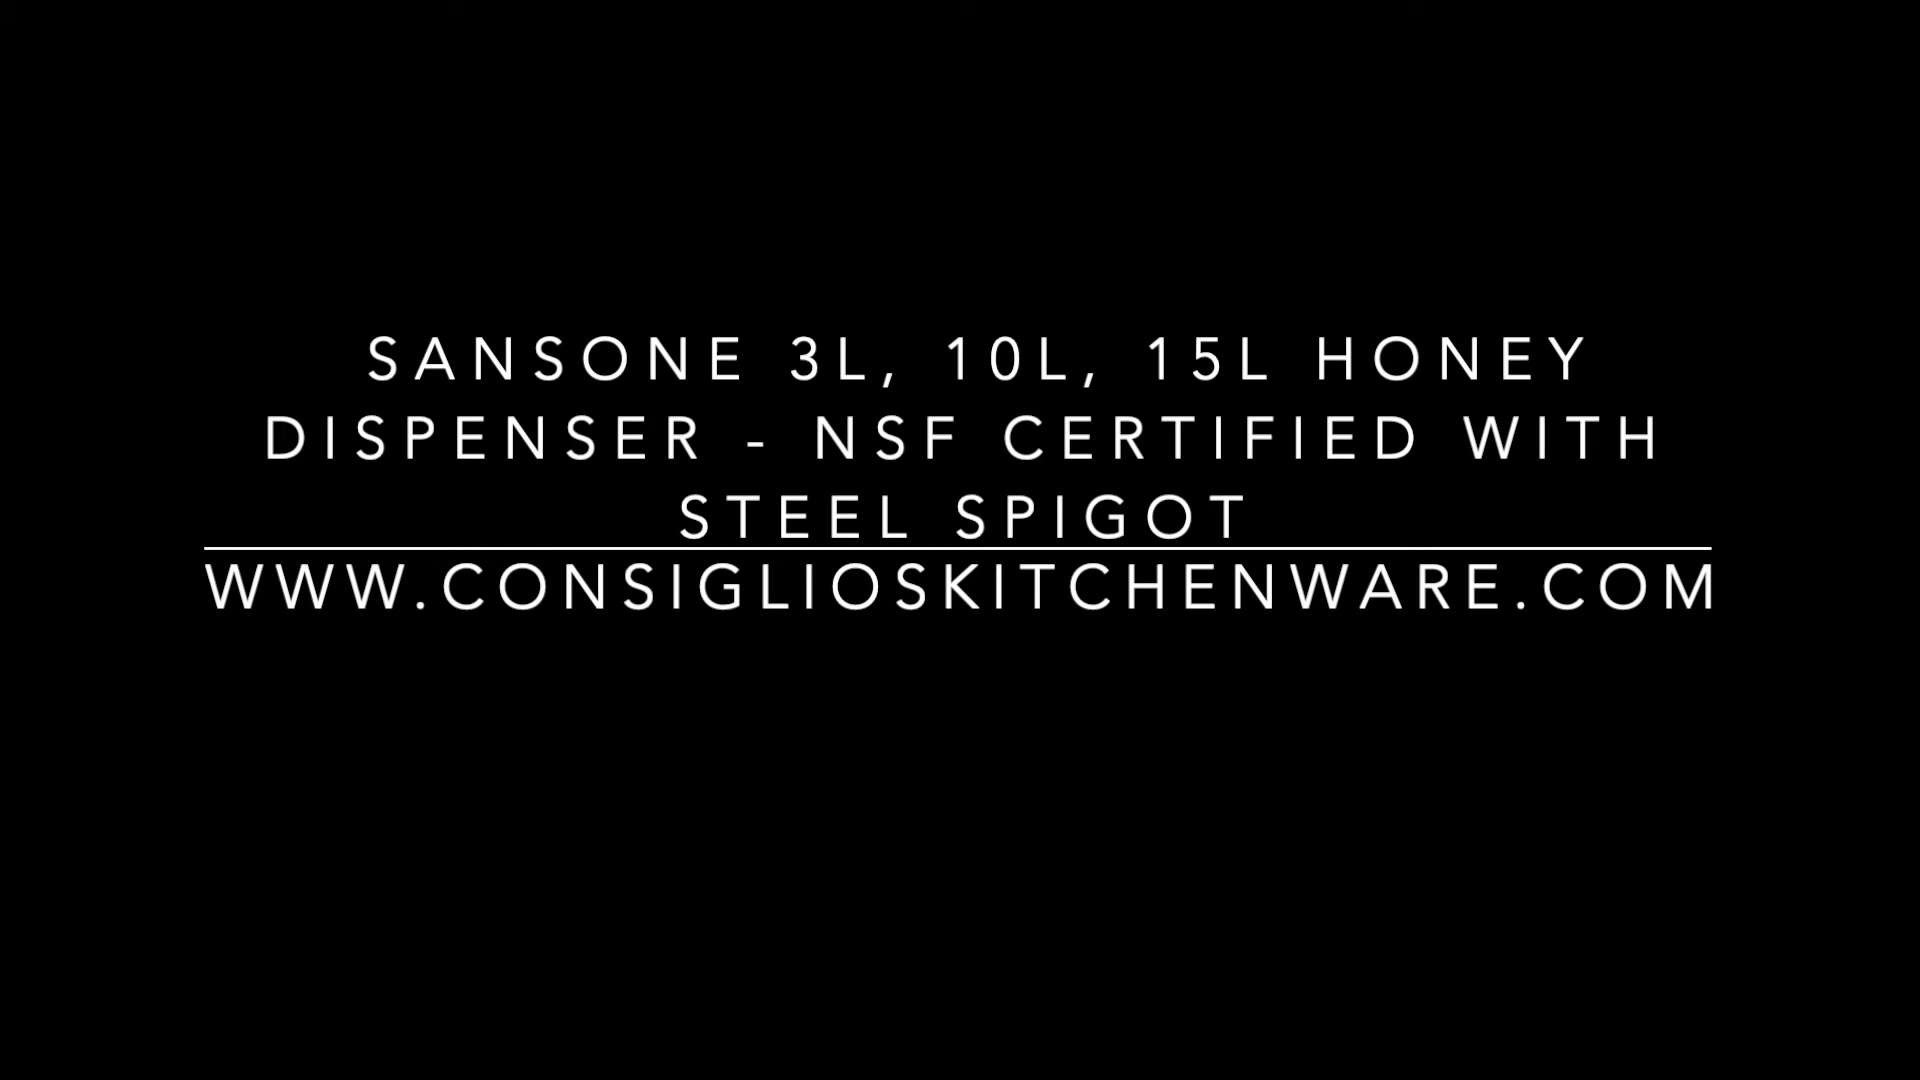 SANSONE 3L, 10L, 15L HONEY
DISPENSER - NSF CERTIFIED WITH
STEEL SPIGOT
WWW.CONSIGLIOSKITCHENWARE.COM